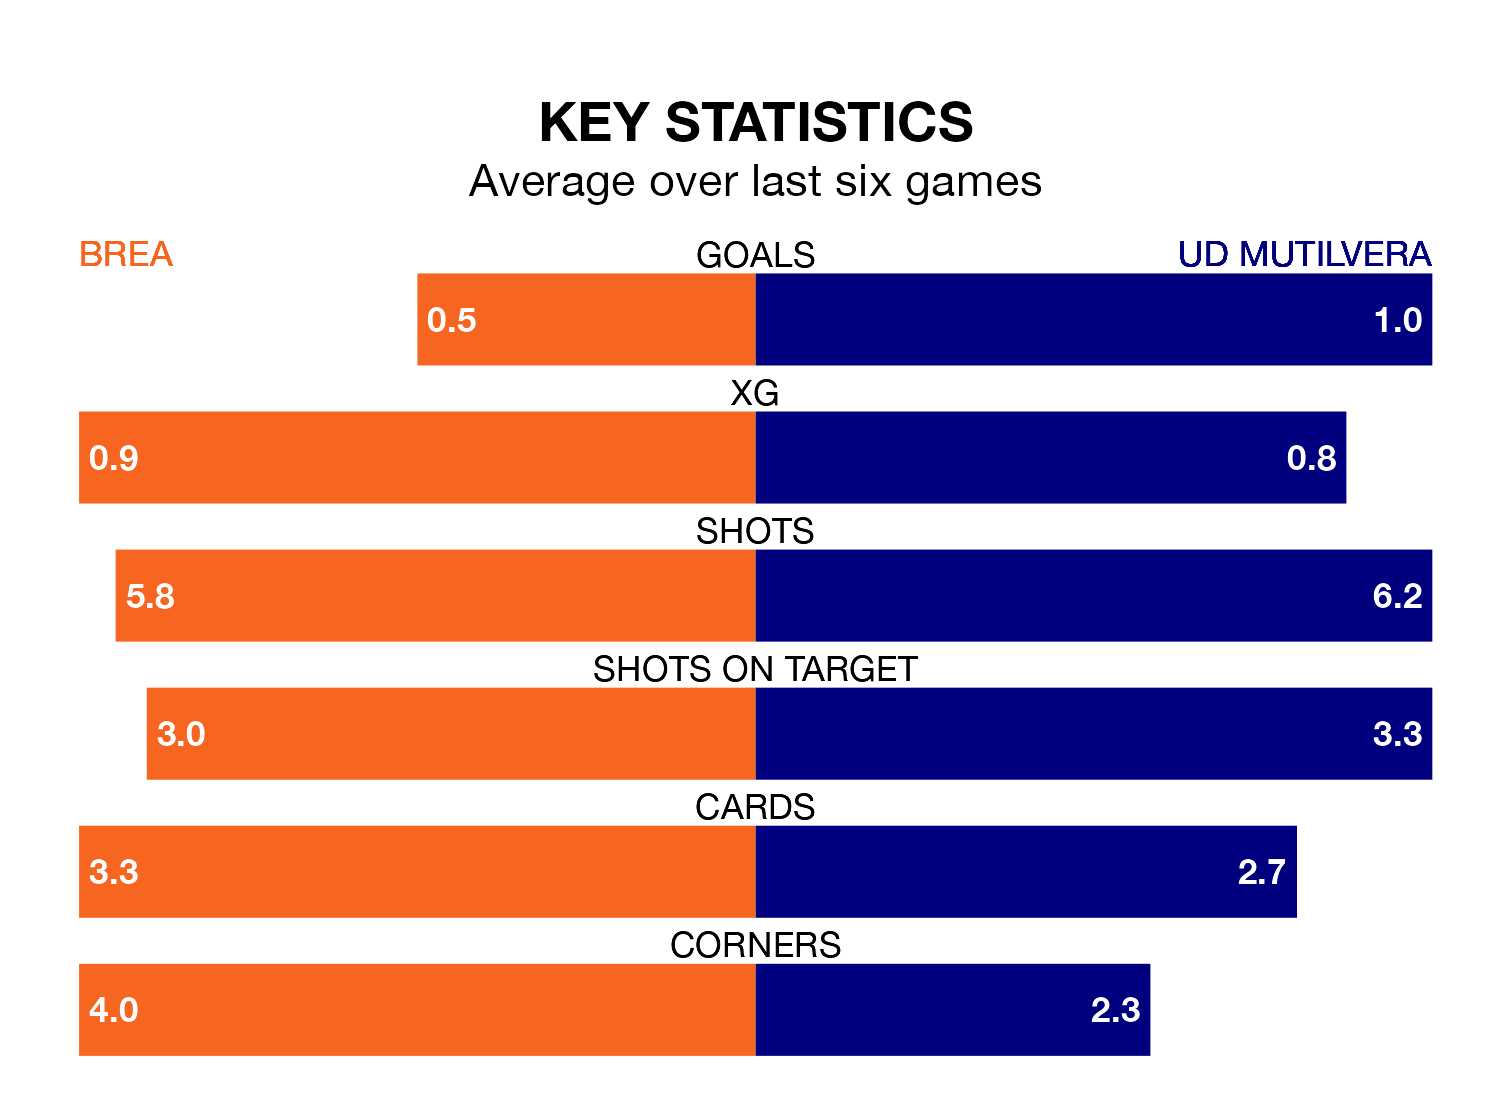 KEY STATISTICS
Average over last six games
BREA GOALS UD MUTILVERA
0.5 1.0
XG
0.9 0.8
SHOTS
5.8 6.2
SHOTS ON TARGET
3.0 3.3
CARDS
3.3 2.7
CORNERS
4.0 2.3